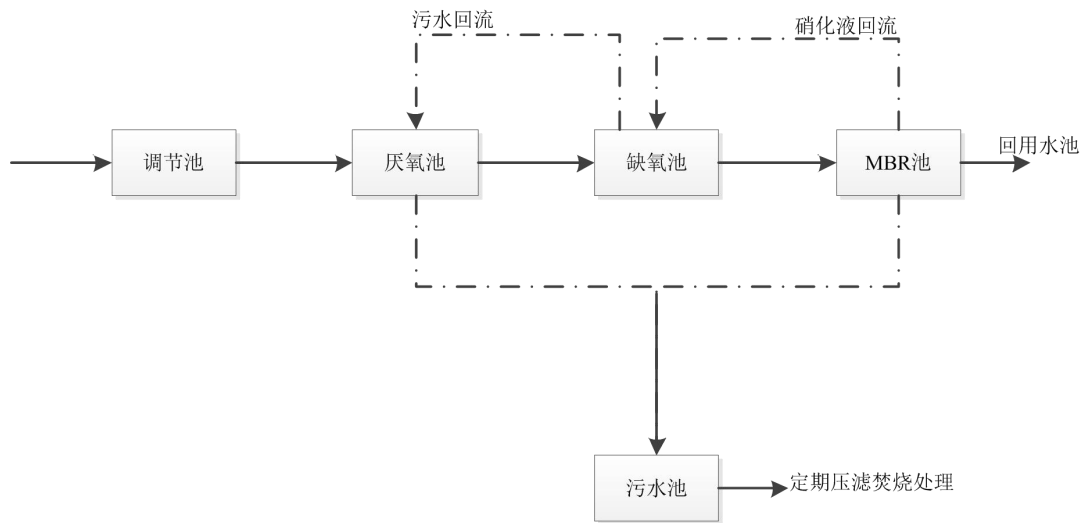 污水回流
硝化液回流
调节池
厌氧池
缺氧池
MBR池
回用水池
污水池
定期压滤焚烧处理